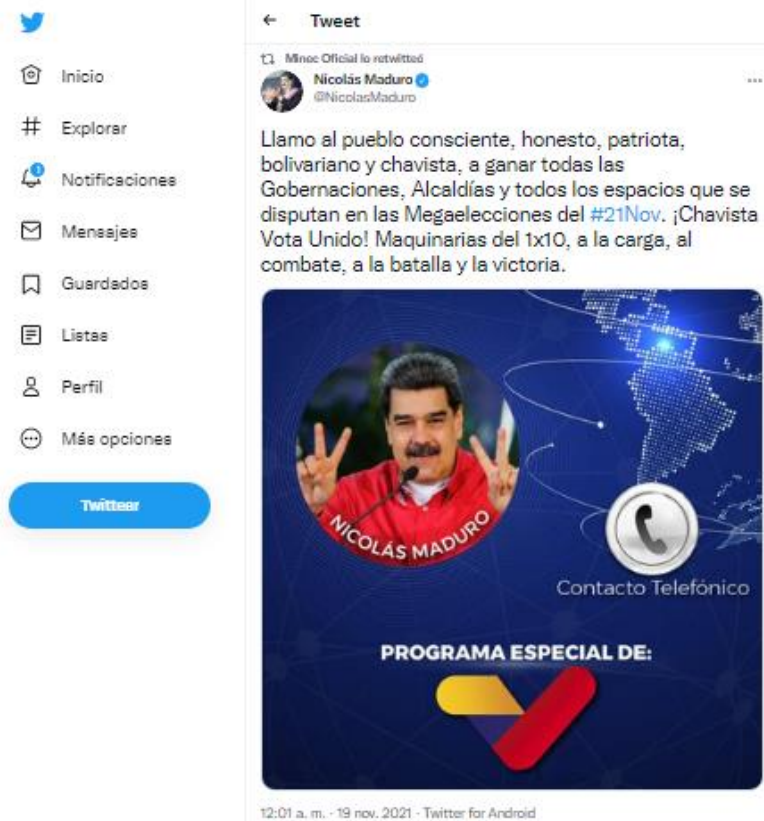 Tweet
Minec Oficial lo retwitteó
Nicolás Maduro
@NicolasMaduro
Inicio
Explorar
1
Notificaciones
Mensajes
Guardados
Listas
Perfil
Más opciones
Twittear
Llamo al pueblo consciente, honesto, patriota,
bolivariano y chavista, a ganar todas las
Gobernaciones, Alcaldías y todos los espacios que se
disputan en las Megaelecciones del #21Nov. ¡Chavista
Vota Unido! Maquinarias del 1x10, a la carga, al
combate, a la batalla y la victoria.
NICOLÁS MADURO
Contacto Telefónico
PROGRAMA ESPECIAL DE:
12:01 a. m. · 19 nov. 2021 · Twitter for Android